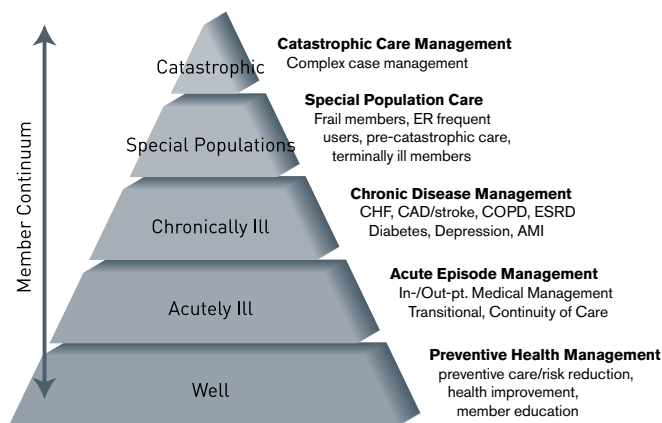 Member Continuum
Catastrophic
Catastrophic Care Management
Complex case management
Special Populations
Special Population Care
Frail members, ER frequent
users, pre-catastrophic care,
terminally ill members
Chronically Ill
Chronic Disease Management
CHF, CAD/stroke, COPD, ESRD
Diabetes, Depression, AMI
Acutely Ill
Acute Episode Management
In-/Out-pt. Medical Management
Transitional, Continuity of Care
Well
Preventive Health Management
preventive care/risk reduction,
health improvement,
member education